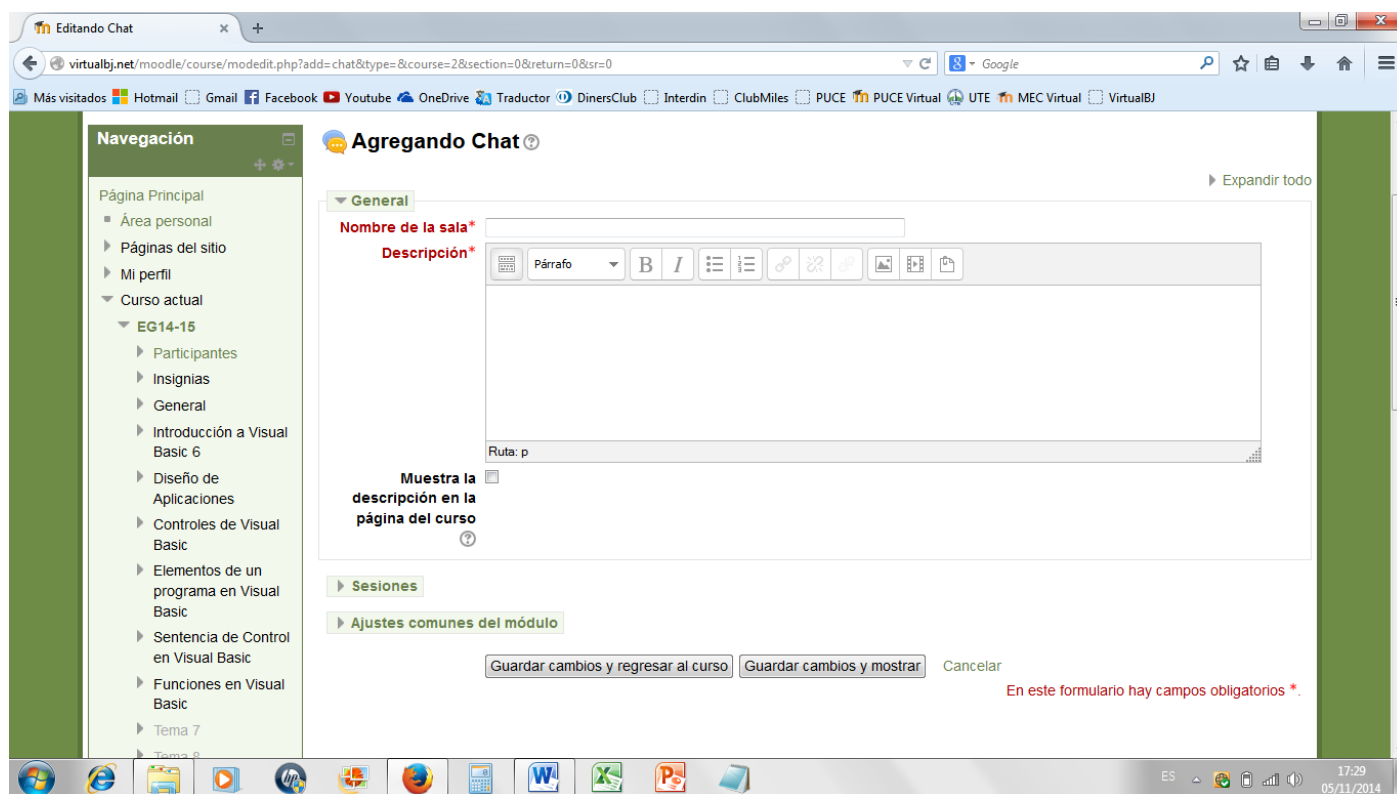 Editando Chat
virtualbj.net/moodle/course/modedit.php?add=chat&type=&course=2&section=0&return=0&sr=0
8 Google
Más visitados Hotmail Gmail Facebook Youtube OneDrive Traductor DinersClub Interdin ClubMiles PUCE PUCE Virtual UTE MEC Virtual VirtualBJ
Navegación
Página Principal
Área personal
Páginas del sitio
Mi perfil
Curso actual
EG14-15
Participantes
Insignias
General
Introducción a Visual
Basic 6
Diseño de
Aplicaciones
Controles de Visual
Basic
Elementos de un
programa en Visual
Basic
Sentencia de Control
en Visual Basic
Funciones en Visual
Basic
Tema 7
Tema 8
Agregando Chat
Expandir todo
General
Nombre de la sala*
Descripción*
Párrafo
B I
Ruta: p
Muestra la
descripción en la
página del curso
Sesiones
Ajustes comunes del módulo
Guardar cambios y regresar al curso Guardar cambios y mostrar Cancelar
En este formulario hay campos obligatorios *.
ES
17:29
05/11/2014